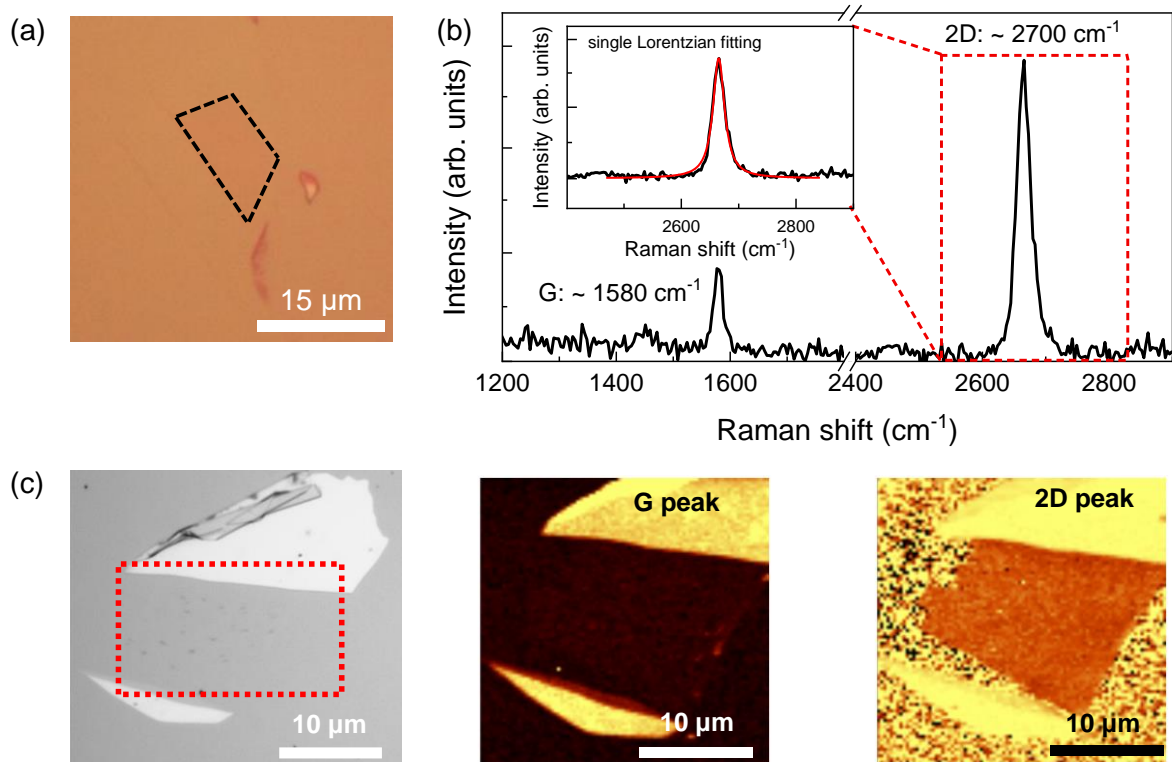 (a)
15 μm
(b)
Intensity (arb. units)
single Lorentzian fitting
Intensity (arb. units)
2600
2800
Raman shift (cm-1)
2D: ~ 2700 cm-1
G: ~ 1580 cm-1
1200
1400
1600
2400
2600
2800
Raman shift (cm-1)
(c)
10 μm
G peak
10 μm
2D peak
10 μm